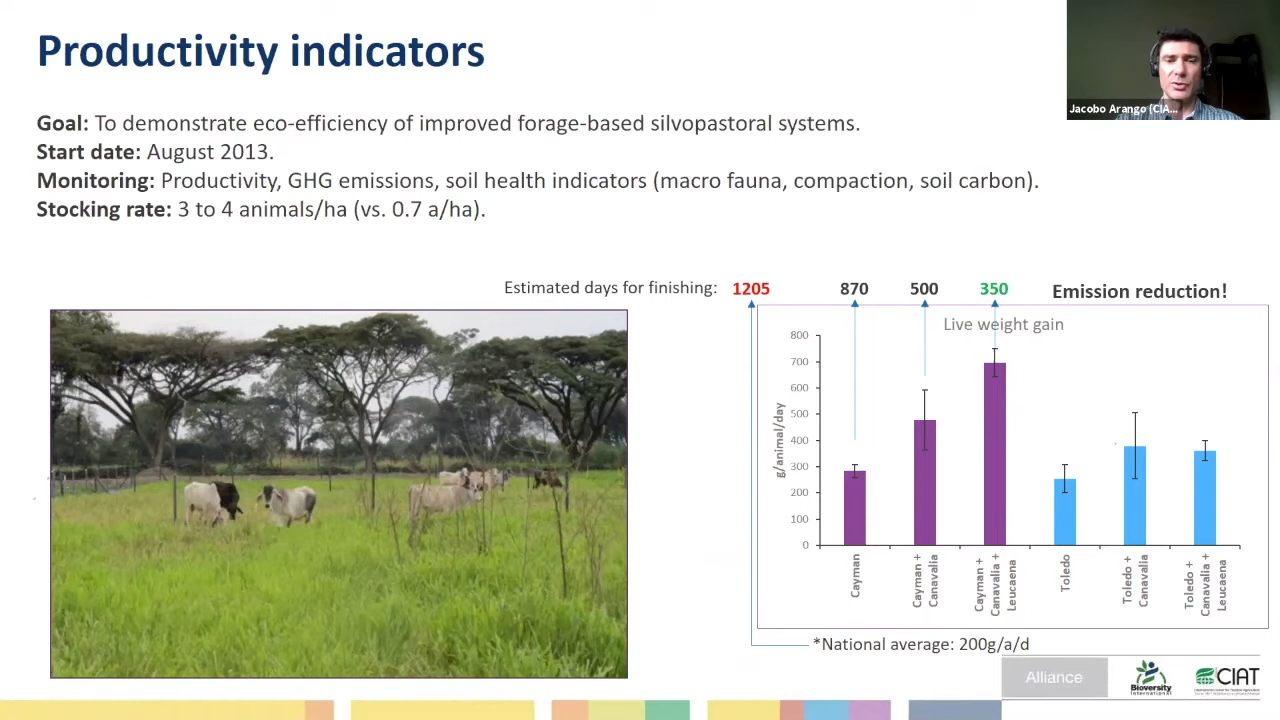 Productivity indicators
Jacobo Arango (CIA...
Goal: To demonstrate eco-efficiency of improved forage-based silvopastoral systems.
Start date: August 2013.
Monitoring: Productivity, GHG emissions, soil health indicators (macro fauna, compaction, soil carbon).
Stocking rate: 3 to 4 animals/ha (vs. 0.7 a/ha).
Estimated days for finishing: 1205 870 500 350 Emission reduction!
Live weight gain
g/animal/day
800
700
600
500
400
300
200
100
0
Cayman
Cayman +
Canavalia
Cayman +
Canavalia +
Leucaena
Toledo
Toledo +
Canavalia
Toledo +
Canavalia +
Leucaena
*National average: 200g/a/d
Alliance
Bioversity
International
CIAT